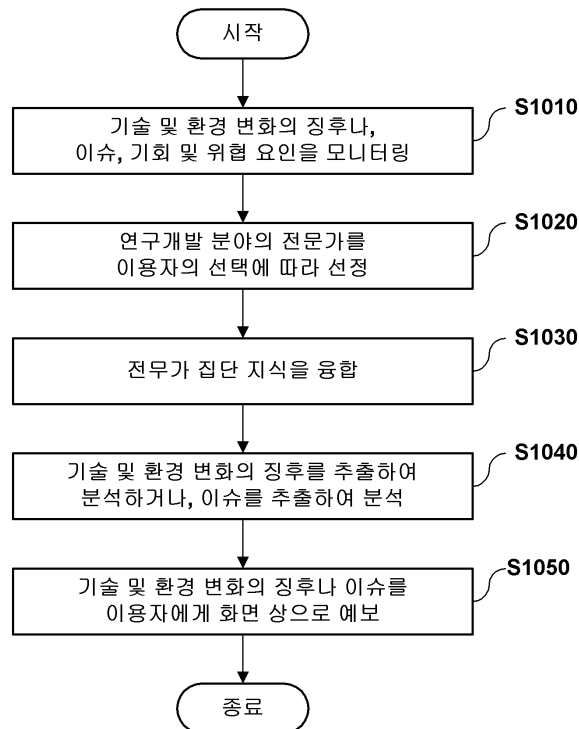 시작
S1010
기술 및 환경 변화의 징후나,
이슈, 기회 및 위협 요인을 모니터링
S1020
연구개발 분야의 전문가를
이용자의 선택에 따라 선정
S1030
전무가 집단 지식을 융합
S1040
기술 및 환경 변화의 징후를 추출하여
분석하거나, 이슈를 추출하여 분석
S1050
기술 및 환경 변화의 징후나 이슈를
이용자에게 화면 상으로 예보
종료